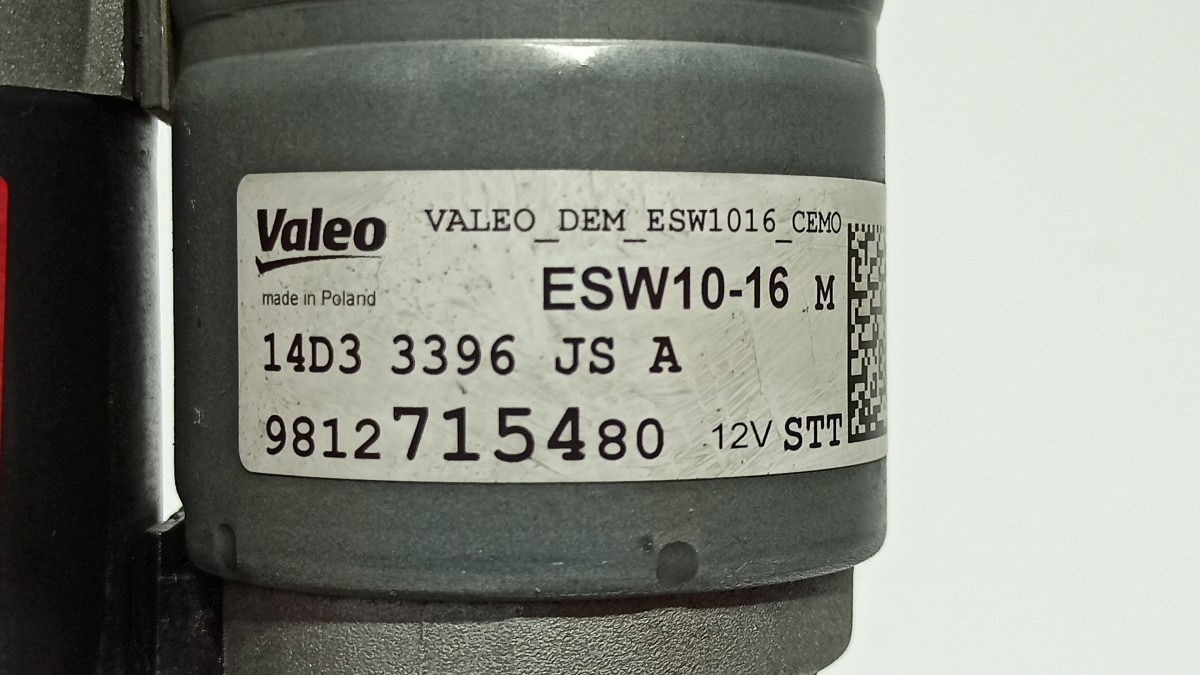 Valeo VALEO_DEM_ESW1016_CEMO
made in Poland ESW10-16 M
14D3 3396 JS A
9812715480 12V STT